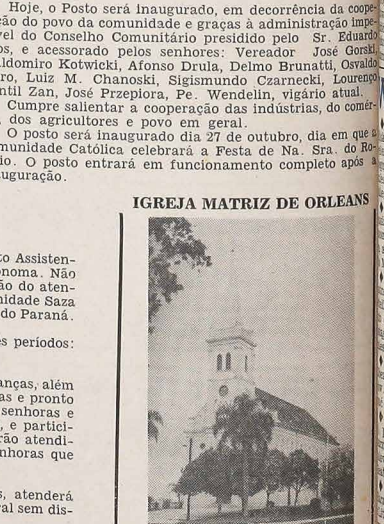 Hoje, o Posto será inaugurado, em decorrência da coope-
ção do povo da comunidade e graças à administração impe-
vel do Conselho Comunitário presidido pelo Sr. Eduardo
os, e acessorado pelos senhores: Vereador José Gorski,
aldomiro Kotwicki, Afonso Drula, Delmo Brunatti, Osvaldo
ro, Luiz M. Chanoski, Sigismundo Czarnecki, Lourenço
ntil Zan, José Przepiora, Pe. Wendelin, vigário atual.
Cumpre salientar a cooperação das indústrias, do comér-
, dos agricultores e povo em geral.
O posto será inaugurado dia 27 de outubro, dia em que a
munidade Católica celebrará a Festa de Na. Sra. do Ro-
io. O posto entrará em funcionamento completo após a
uguração.
IGREJA MATRIZ DE ORLEANS
to Assisten-
ônoma. Não
ão do aten-
nidade Saza
do Paraná.
es períodos:
anças, além
as e pronto
senhoras e
, e partici-
rão atendi-
nhoras que
s, atenderá
ral sem dis-